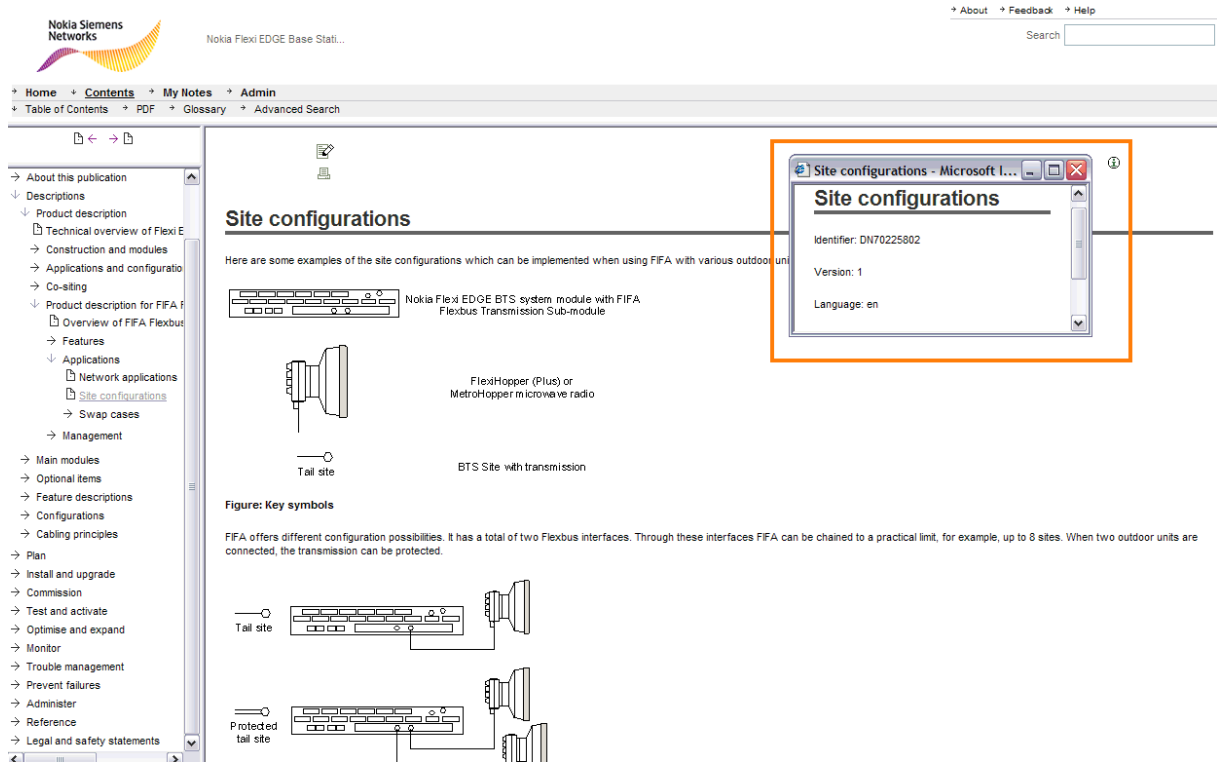 About Feedback Help
Nokia Siemens
Networks
Nokia Flexi EDGE Base Stati...
Search
Home Contents My Notes Admin
Table of Contents PDF Glossary Advanced Search
About this publication
Descriptions
Product description
Technical overview of Flexi E
Construction and modules
Applications and configuratio
Co-siting
Product description for FIFA F
Overview of FIFA Flexbus
Features
Applications
Network applications
Site configurations
Swap cases
Management
Main modules
Optional items
Feature descriptions
Configurations
Cabling principles
Plan
Install and upgrade
Commission
Test and activate
Optimise and expand
Monitor
Trouble management
Prevent failures
Administer
Reference
Legal and safety statements
Site configurations
Here are some examples of the site configurations which can be implemented when using FIFA with various outdoor uni
Nokia Flexi EDGE BTS system module with FIFA
Flexbus Transmission Sub-module
FlexiHopper (Plus) or
MetroHopper microwave radio
Tail site
BTS Site with transmission
Figure: Key symbols
FIFA offers different configuration possibilities. It has a total of two Flexbus interfaces. Through these interfaces FIFA can be chained to a practical limit, for example, up to 8 sites. When two outdoor units are
connected, the transmission can be protected.
Tail site
Protected
tail site
Site configurations - Microsoft I...
Site configurations
Identifier: DN70225802
Version: 1
Language: en